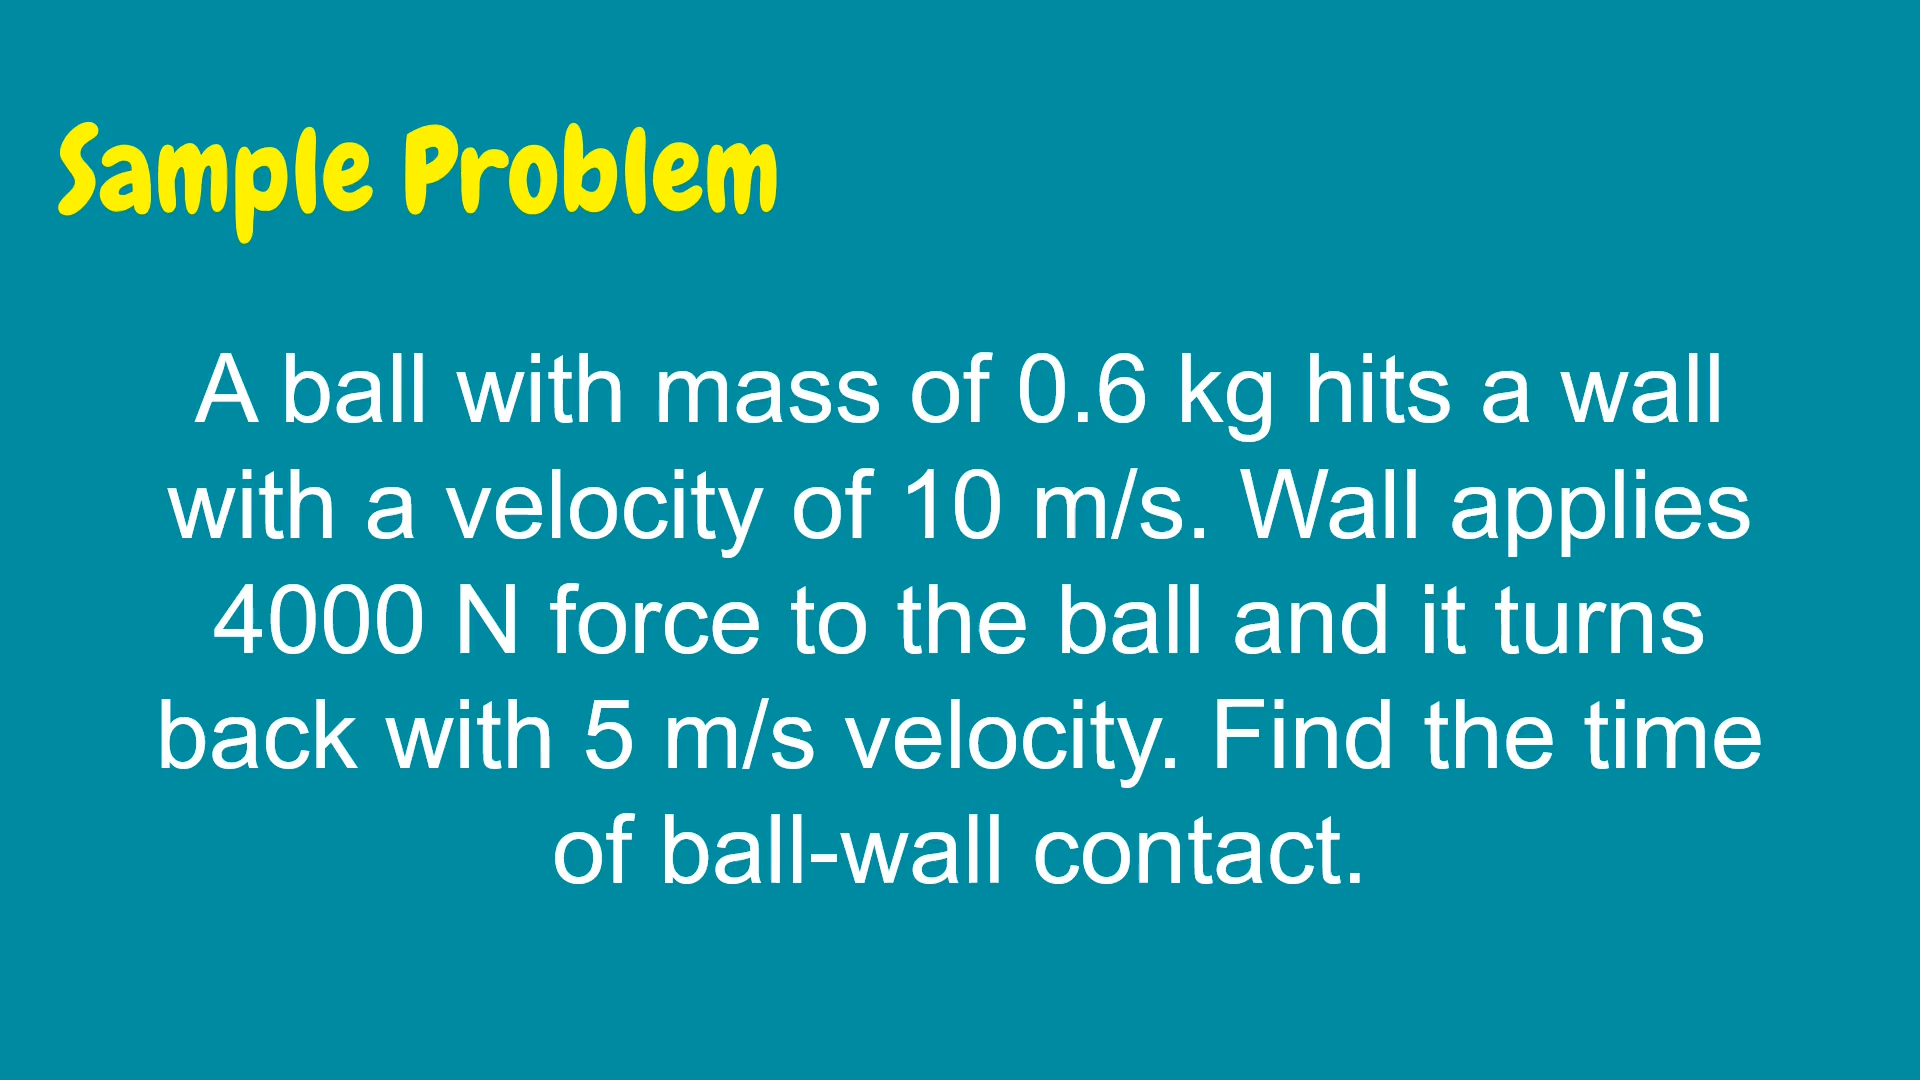 Sample Problem
A ball with mass of 0.6 kg hits a wall
with a velocity of 10 m/s. Wall applies
4000 N force to the ball and it turns
back with 5 m/s velocity. Find the time
of ball-wall contact.